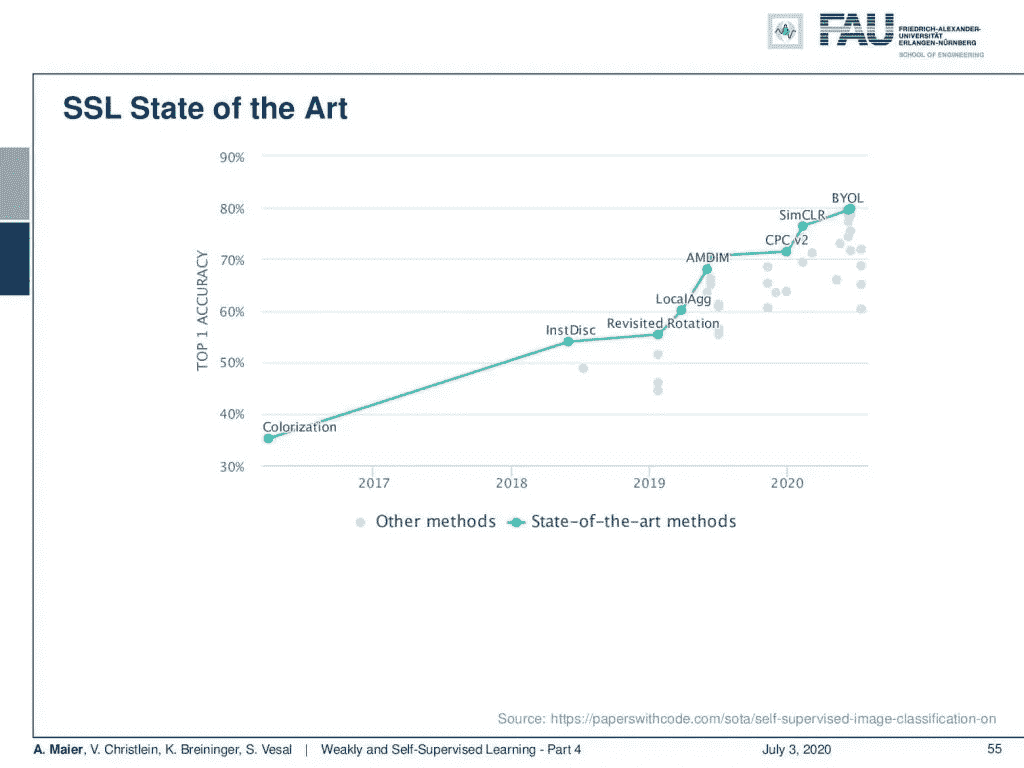 FAU
FRIEDRICH-ALEXANDER-
UNIVERSITÄT
ERLANGEN-NÜRNBERG
SCHOOL OF ENGINEERING
SSL State of the Art
90%
80%
70%
60%
50%
40%
30%
TOP 1 ACCURACY
BYOL
SimCLR
CPC v2
AMDIM
LocalAgg
Revisited Rotation
InstDisc
Colorization
2017 2018 2019 2020
Other methods State-of-the-art methods
Source: https://paperswithcode.com/sota/self-supervised-image-classification-on
A. Maier, V. Christlein, K. Breininger, S. Vesal | Weakly and Self-Supervised Learning - Part 4 July 3, 2020 55